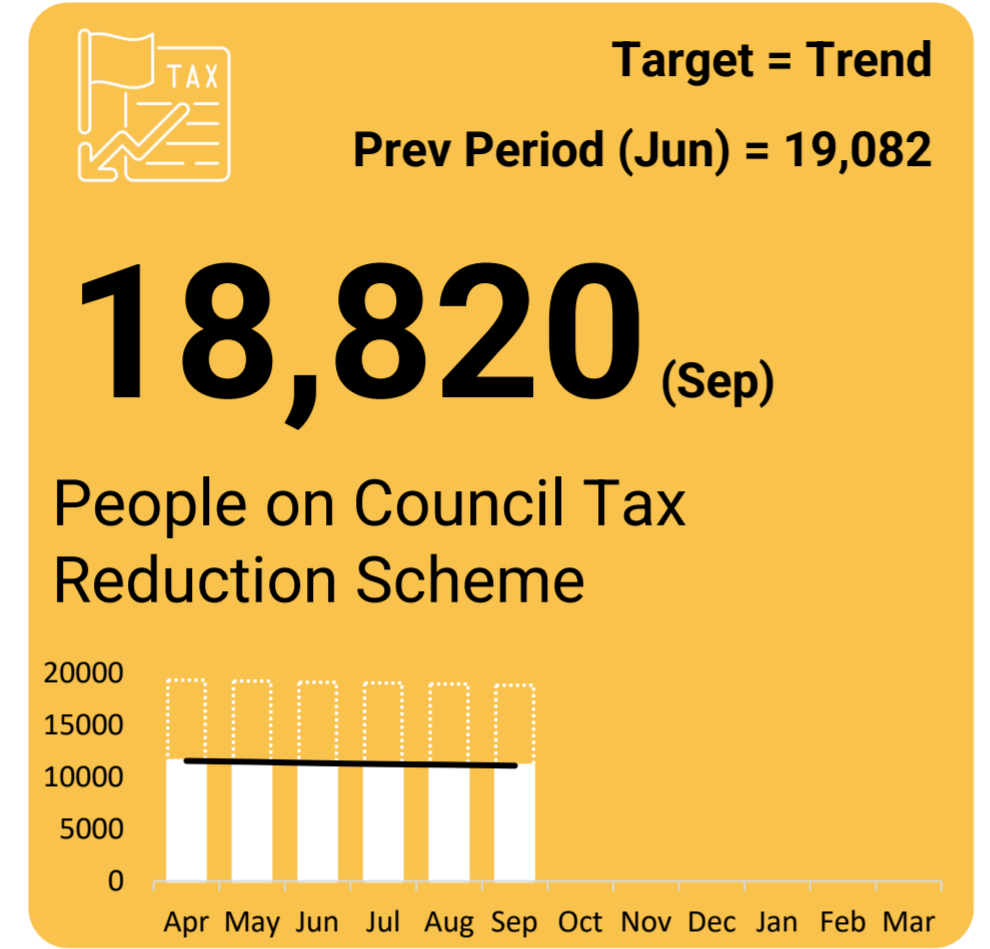 TAX
Target = Trend
Prev Period (Jun) = 19,082
18,820 (Sep)
People on Council Tax
Reduction Scheme
20000
15000
10000
5000
0
Apr May Jun Jul Aug Sep Oct Nov Dec Jan Feb Mar